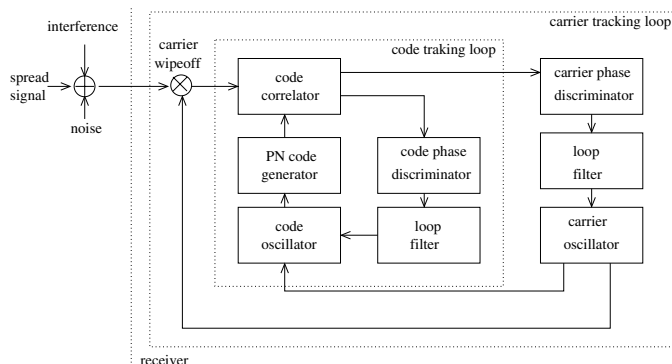 interference
carrier tracking loop
carrier
wipeoff
code traking loop
spread
signal
noise
code
correlator
carrier phase
discriminator
PN code
generator
code phase
discriminator
loop
filter
code
oscillator
loop
filter
carrier
oscillator
receiver